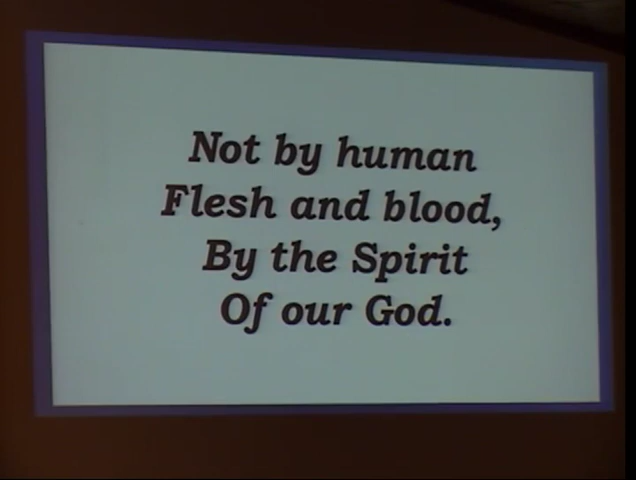 Not by human
Flesh and blood,
By the Spirit
Of our God.